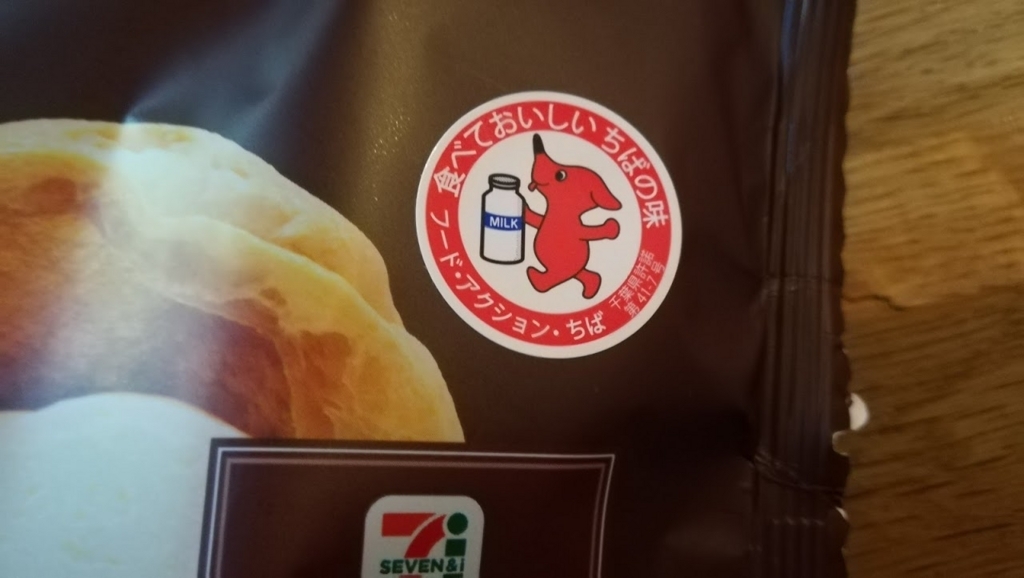 食べておいしい ちばの味
MILK
フード・アクション・ちば
千葉県許諾
第41-7号
7i
SEVEN&i